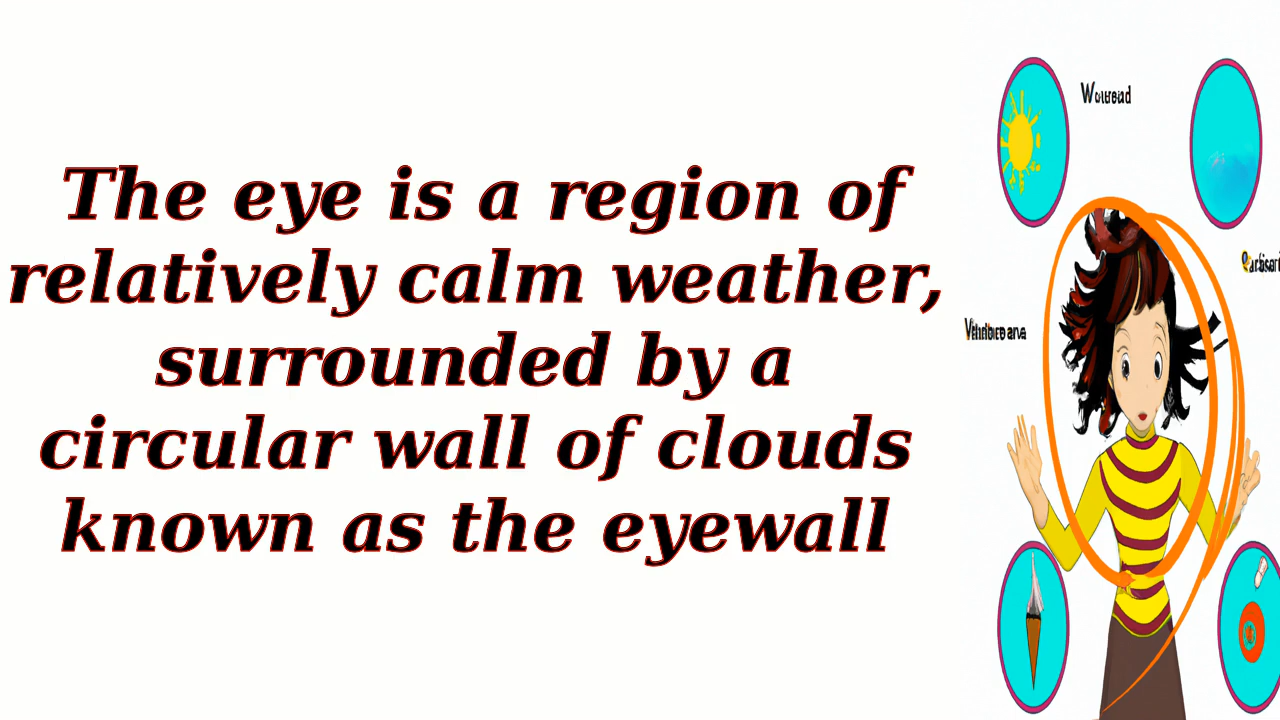 The eye is a region of
relatively calm weather,
surrounded by a
circular wall of clouds
known as the eyewall